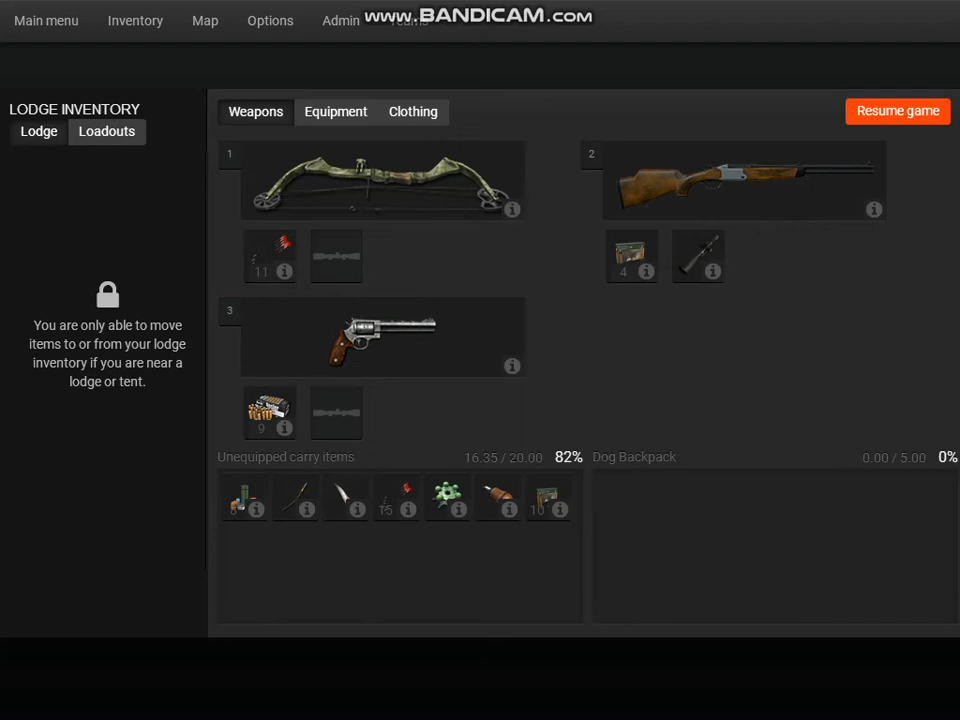 Main menu Inventory Map Options Admin
www.BANDICAM.com
LODGE INVENTORY
Lodge Loadouts
Weapons Equipment Clothing
Resume game
1
2
11
4
You are only able to move
items to or from your lodge
inventory if you are near a
lodge or tent.
3
9
Unequipped carry items 16.35 / 20.00 82%
Dog Backpack 0.00 / 5.00 0%
15
10